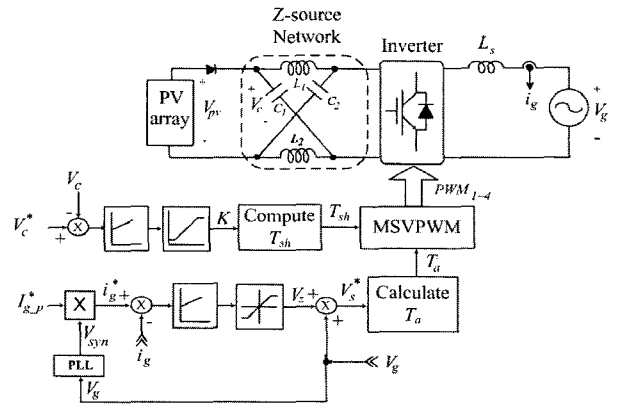 Z-source
Network
Inverter
L_s
L_1
PV
array
V_pv
+
-
+
V_c
-
C_1
C_2
i_g
+
V_g
-
L_2
V_c
PWM_1-4
V_c^*
-
+
X
K
Compute
T_sh
T_sh
MSVPWM
T_a
I_g_p^*
X
i_g^*
+
X
-
V_z
+
X
+
V_s^*
Calculate
T_a
V_syn
i_g
PLL
V_g
V_g